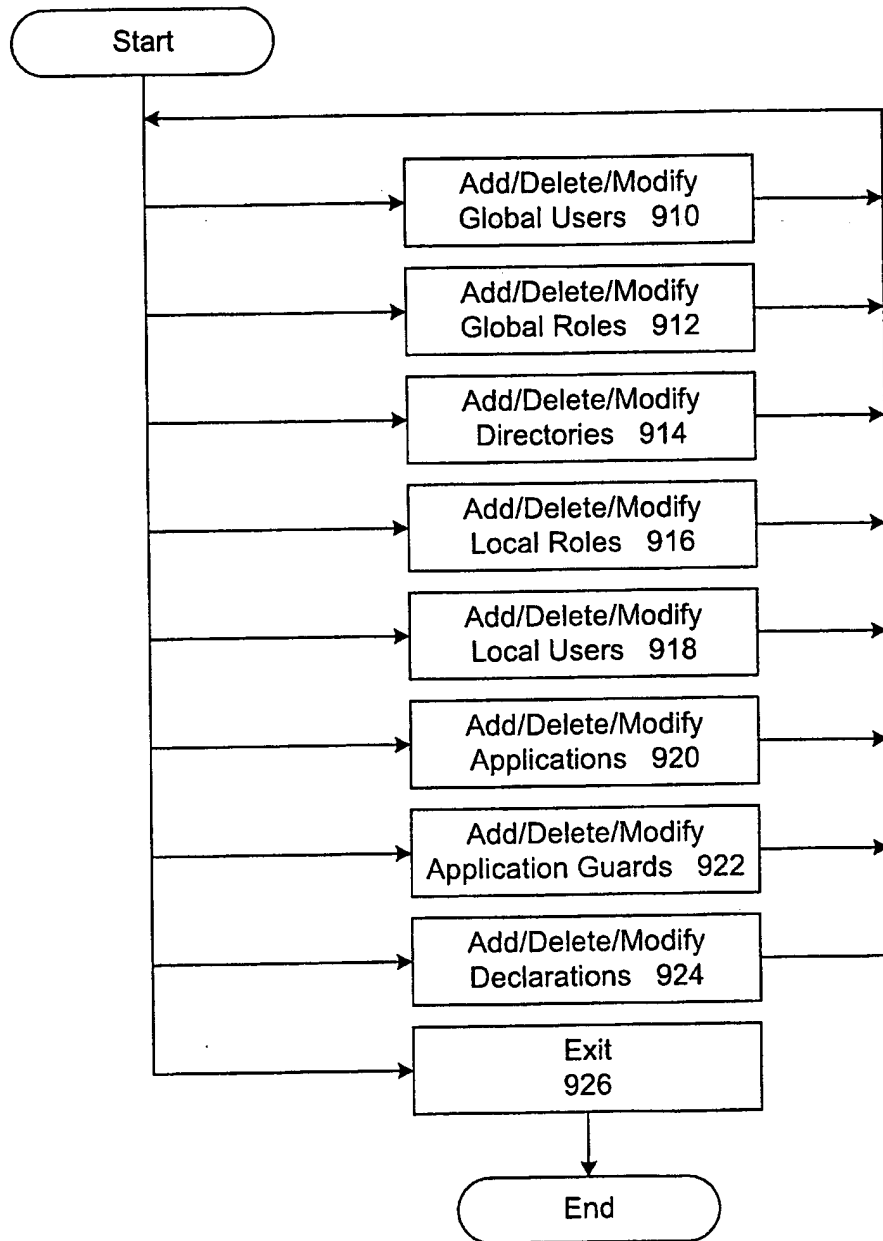 Start
Add/Delete/Modify
Global Users 910
Add/Delete/Modify
Global Roles 912
Add/Delete/Modify
Directories 914
Add/Delete/Modify
Local Roles 916
Add/Delete/Modify
Local Users 918
Add/Delete/Modify
Applications 920
Add/Delete/Modify
Application Guards 922
Add/Delete/Modify
Declarations 924
Exit
926
End